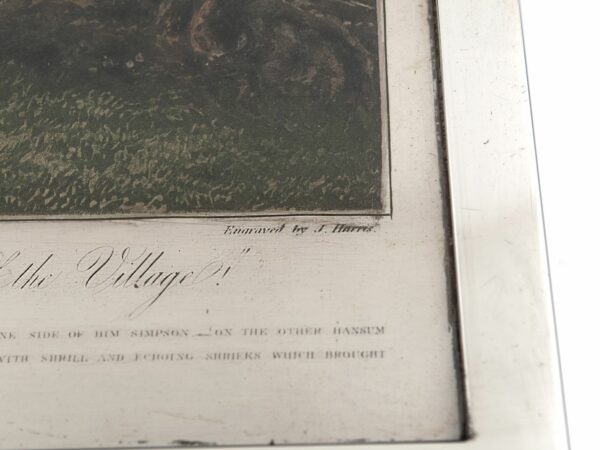 Engraved by J. Harris.
the Village!"
NE SIDE OF HIM SIMPSON — ON THE OTHER HANSUM
WITH SHRILL AND ECHOING SHRIEKS WHICH BROUGHT